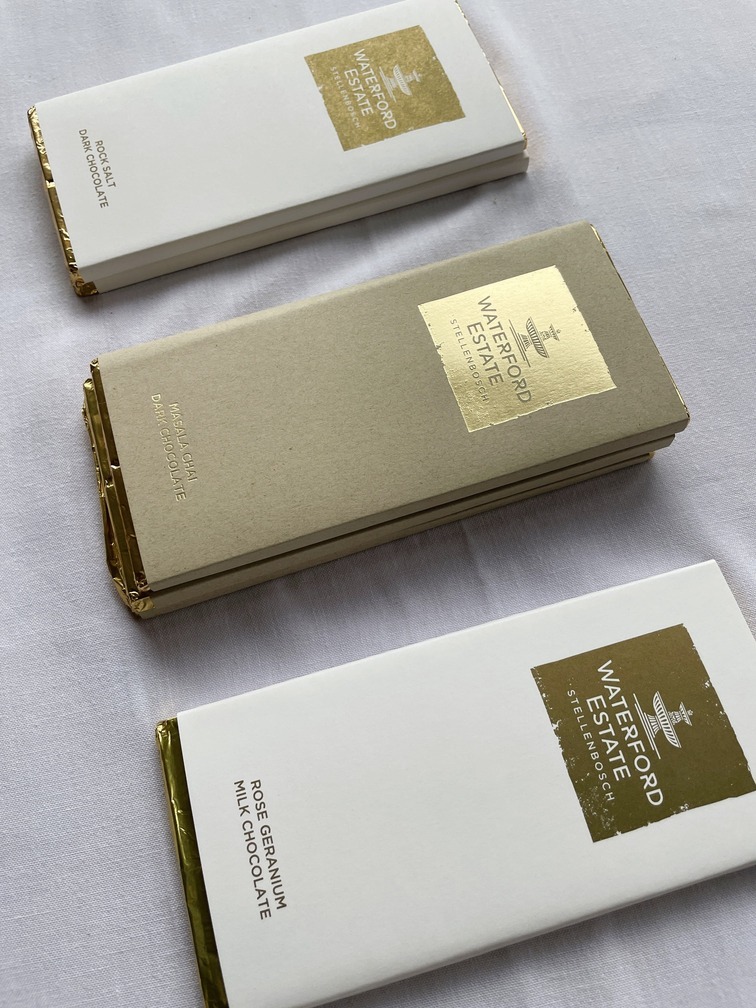 WATERFORD
ESTATE
STELLENBOSCH
ROCK SALT
DARK CHOCOLATE
WATERFORD
ESTATE
STELLENBOSCH
MASALA CHAI
DARK CHOCOLATE
WATERFORD
ESTATE
STELLENBOSCH
ROSE GERANIUM
MILK CHOCOLATE